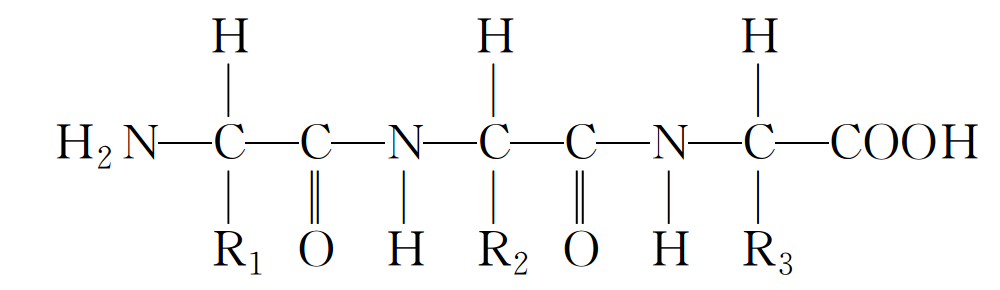 H H H
H₂N—C—C—N—C—C—N—C—COOH
R₁ O H R₂ O H R₃